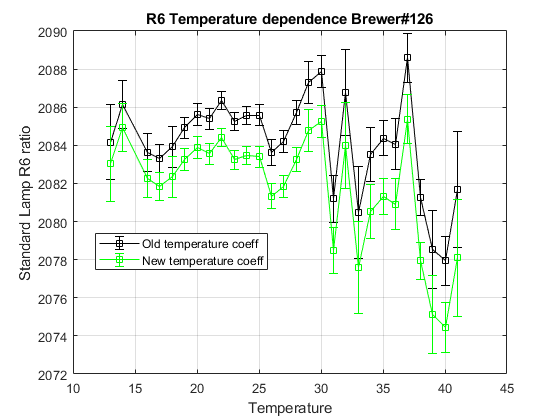 R6 Temperature dependence Brewer#126
2090
2088
2086
2084
2082
2080
2078
2076
2074
2072
Standard Lamp R6 ratio
Old temperature coeff
New temperature coeff
10 15 20 25 30 35 40 45
Temperature